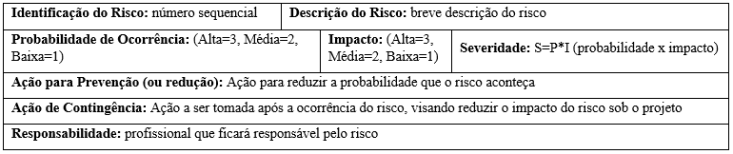 Identificação do Risco: número sequencial
Descrição do Risco: breve descrição do risco
Probabilidade de Ocorrência: (Alta=3, Média=2,
Baixa=1)
Impacto: (Alta=3,
Média=2, Baixa=1)
Severidade: S=P*I (probabilidade x impacto)
Ação para Prevenção (ou redução): Ação para reduzir a probabilidade que o risco aconteça
Ação de Contingência: Ação a ser tomada após a ocorrência do risco, visando reduzir o impacto do risco sob o projeto
Responsabilidade: profissional que ficará responsável pelo risco